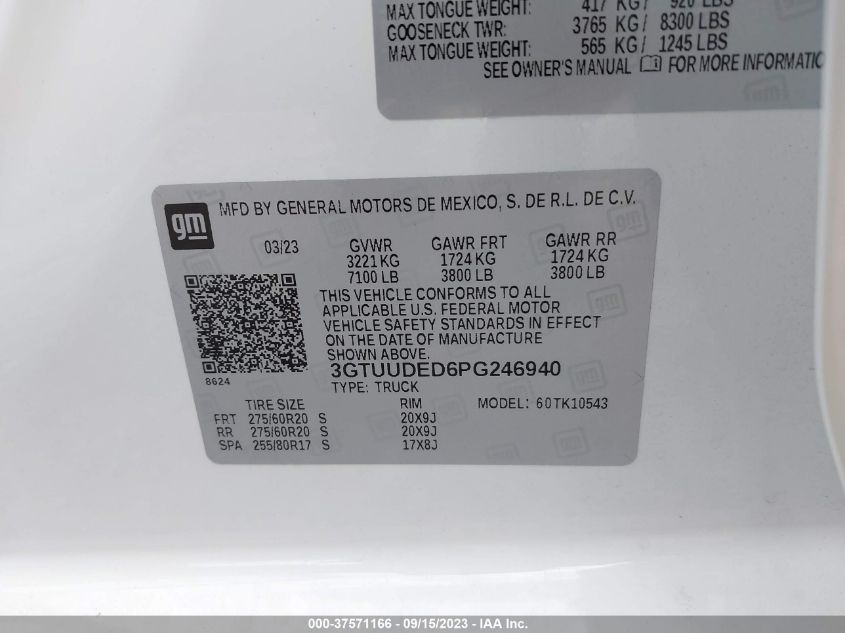 MAX TONGUE WEIGHT: 417 KG/ 920 LBS
GOOSENECK TWR: 3765 KG/ 8300 LBS
MAX TONGUE WEIGHT: 565 KG/ 1245 LBS
SEE OWNER'S MANUAL FOR MORE INFORMATIO
gm
gm MFD BY GENERAL MOTORS DE MEXICO, S. DE R.L. DE C.V.
03/23 GVWR GAWR FRT GAWR RR
3221 KG 1724 KG 1724 KG
7100 LB 3800 LB 3800 LB
THIS VEHICLE CONFORMS TO ALL
APPLICABLE U.S. FEDERAL MOTOR
VEHICLE SAFETY STANDARDS IN EFFECT
ON THE DATE OF MANUFACTURE
SHOWN ABOVE.
3GTUUDED6PG246940
8624
TYPE: TRUCK
TIRE SIZE RIM MODEL: 60TK10543
FRT 275/60R20 S 20X9J
RR 275/60R20 S 20X9J
SPA 255/80R17 S 17X8J
000-37571166 - 09/15/2023 - IAA Inc.